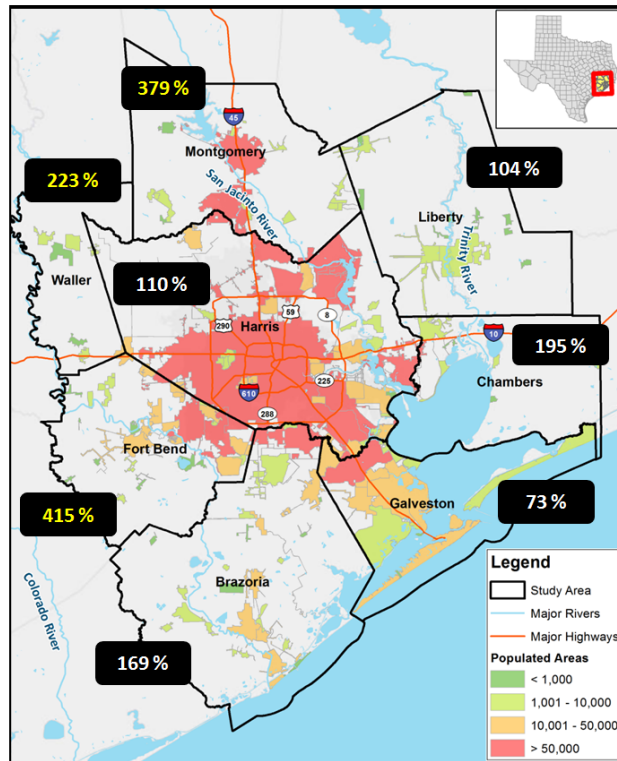 379 %
45
Montgomery
San Jacinto River
104 %
223 %
Liberty
Trinity River
Waller
110 %
59
8
290
Harris
10
195 %
Chambers
225
610
288
Fort Bend
Galveston
73 %
415 %
Brazoria
Colorado River
169 %
Legend
Study Area
Major Rivers
Major Highways
Populated Areas
< 1,000
1,001 - 10,000
10,001 - 50,000
> 50,000